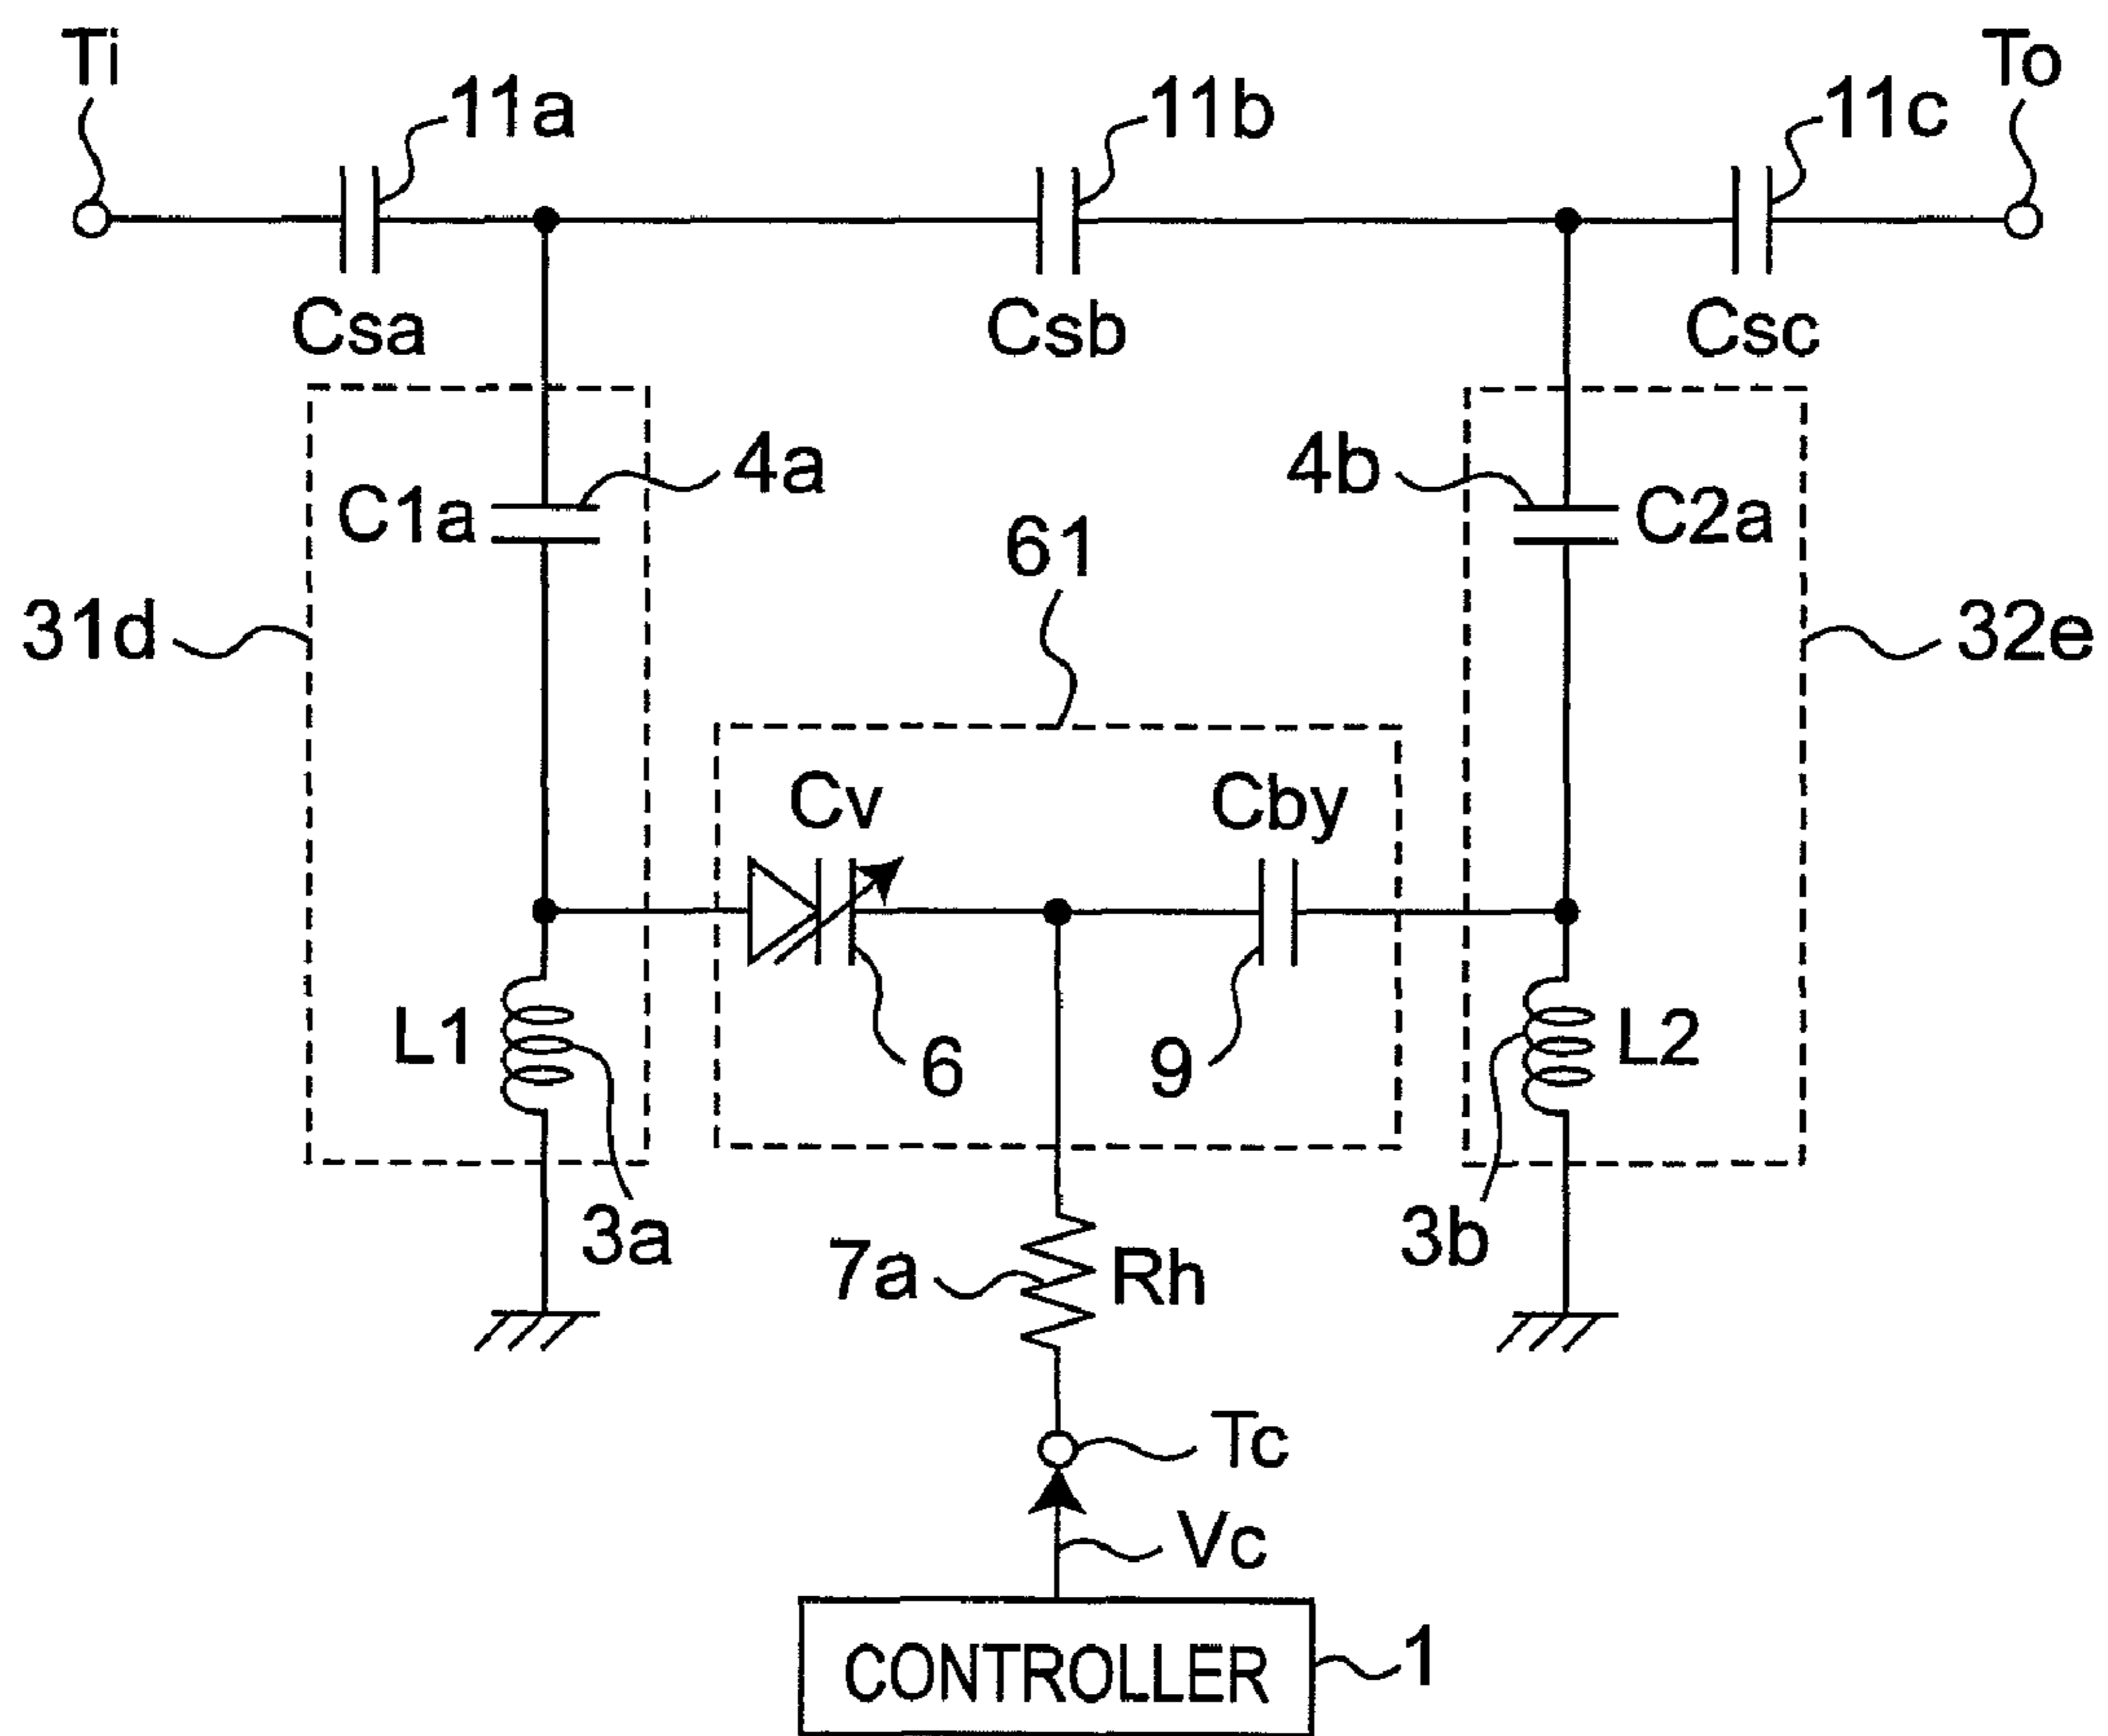 Ti
To
11a
11b
11c
Csa
Csb
Csc
4a
4b
C1a
C2a
61
31d
32e
Cv
Cby
L1
6
9
L2
3a
3b
7a
Rh
Tc
Vc
CONTROLLER
1